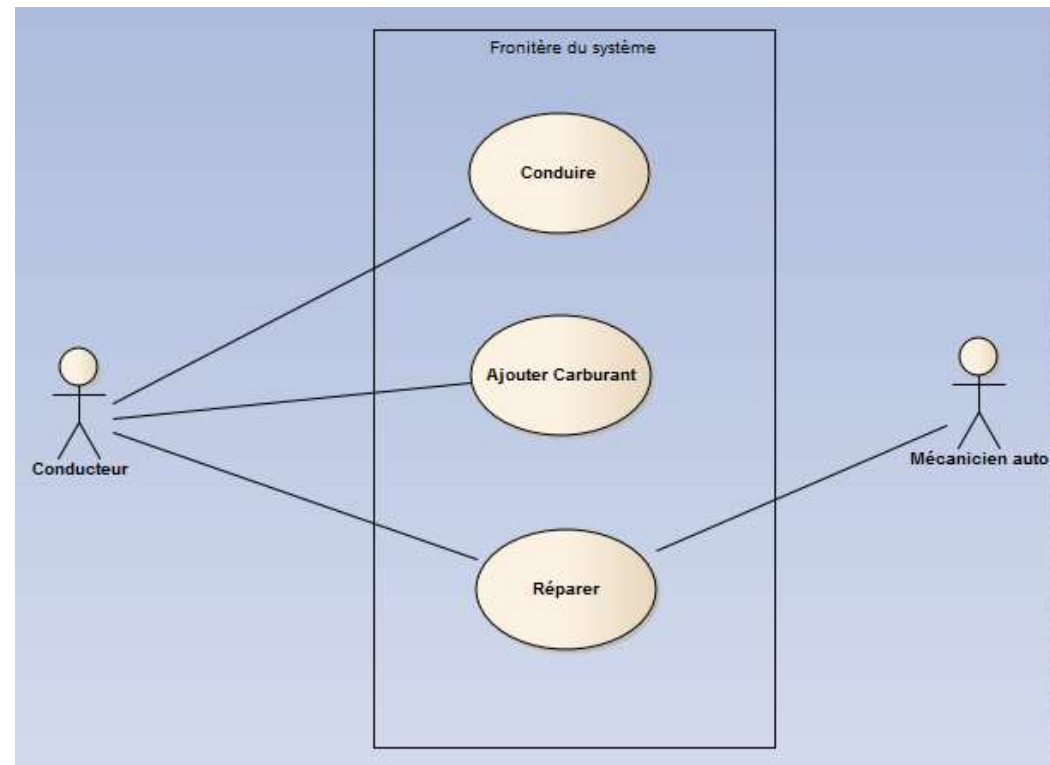 Fronitère du système
Conduire
Ajouter Carburant
Conducteur
Mécanicien auto
Réparer